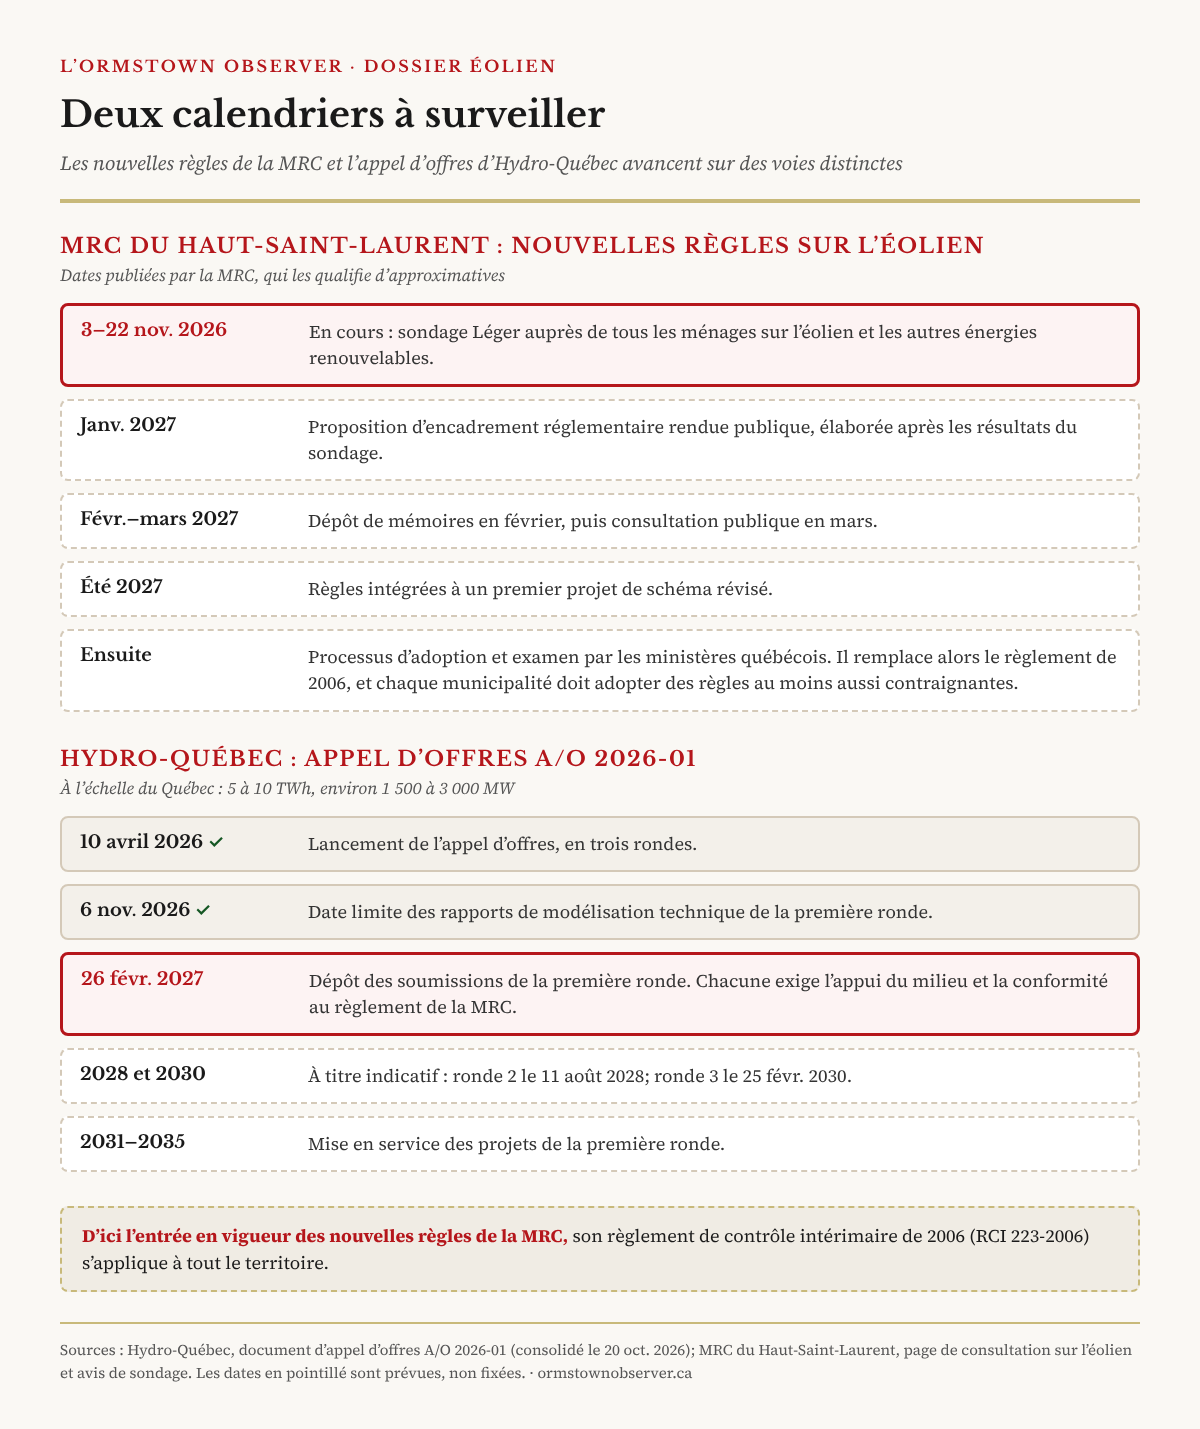 L’ORMSTOWN OBSERVER · DOSSIER ÉOLIEN
Deux calendriers à surveiller
Les nouvelles règles de la MRC et l’appel d’offres d’Hydro-Québec avancent sur des voies distinctes
MRC DU HAUT-SAINT-LAURENT : NOUVELLES RÈGLES SUR L’ÉOLIEN
Dates publiées par la MRC, qui les qualifie d’approximatives
3–22 nov. 2026
En cours : sondage Léger auprès de tous les ménages sur l’éolien et les autres énergies
renouvelables.
Janv. 2027
Proposition d’encadrement réglementaire rendue publique, élaborée après les résultats du
sondage.
Févr.–mars 2027
Dépôt de mémoires en février, puis consultation publique en mars.
Été 2027
Règles intégrées à un premier projet de schéma révisé.
Ensuite
Processus d’adoption et examen par les ministères québécois. Il remplace alors le règlement de
2006, et chaque municipalité doit adopter des règles au moins aussi contraignantes.
HYDRO-QUÉBEC : APPEL D’OFFRES A/O 2026-01
À l’échelle du Québec : 5 à 10 TWh, environ 1 500 à 3 000 MW
10 avril 2026 ✓
Lancement de l’appel d’offres, en trois rondes.
6 nov. 2026 ✓
Date limite des rapports de modélisation technique de la première ronde.
26 févr. 2027
Dépôt des soumissions de la première ronde. Chacune exige l’appui du milieu et la conformité
au règlement de la MRC.
2028 et 2030
À titre indicatif : ronde 2 le 11 août 2028; ronde 3 le 25 févr. 2030.
2031–2035
Mise en service des projets de la première ronde.
D’ici l’entrée en vigueur des nouvelles règles de la MRC, son règlement de contrôle intérimaire de 2006 (RCI 223-2006)
s’applique à tout le territoire.
Sources : Hydro-Québec, document d’appel d’offres A/O 2026-01 (consolidé le 20 oct. 2026); MRC du Haut-Saint-Laurent, page de consultation sur l’éolien
et avis de sondage. Les dates en pointillé sont prévues, non fixées. · ormstownobserver.ca